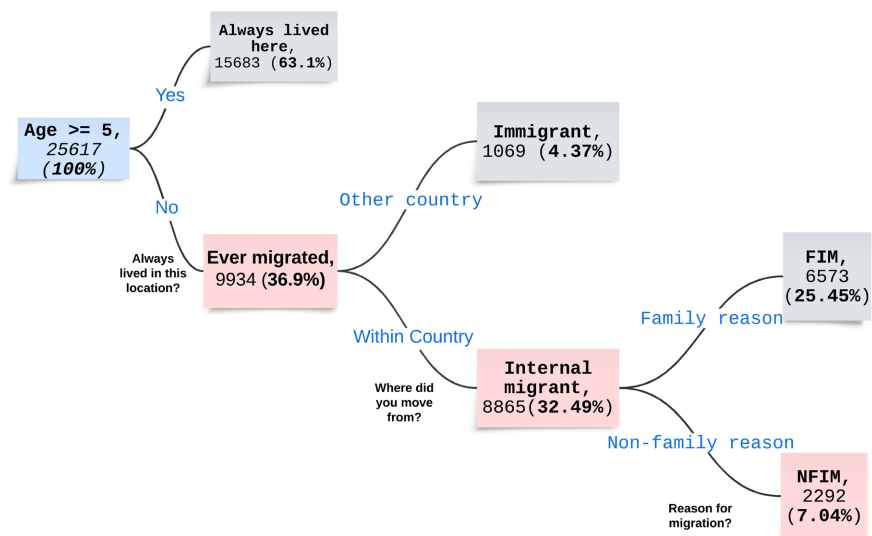 Always lived
here,
15683 (63.1%)
Yes
Age >= 5,
25617
(100%)
No
Always
lived in this
location?
Ever migrated,
9934 (36.9%)
Immigrant,
1069 (4.37%)
Other country
Within Country
Where did
you move
from?
Internal
migrant,
8865(32.49%)
FIM,
6573
(25.45%)
Family reason
Non-family reason
Reason for
migration?
NFIM,
2292
(7.04%)